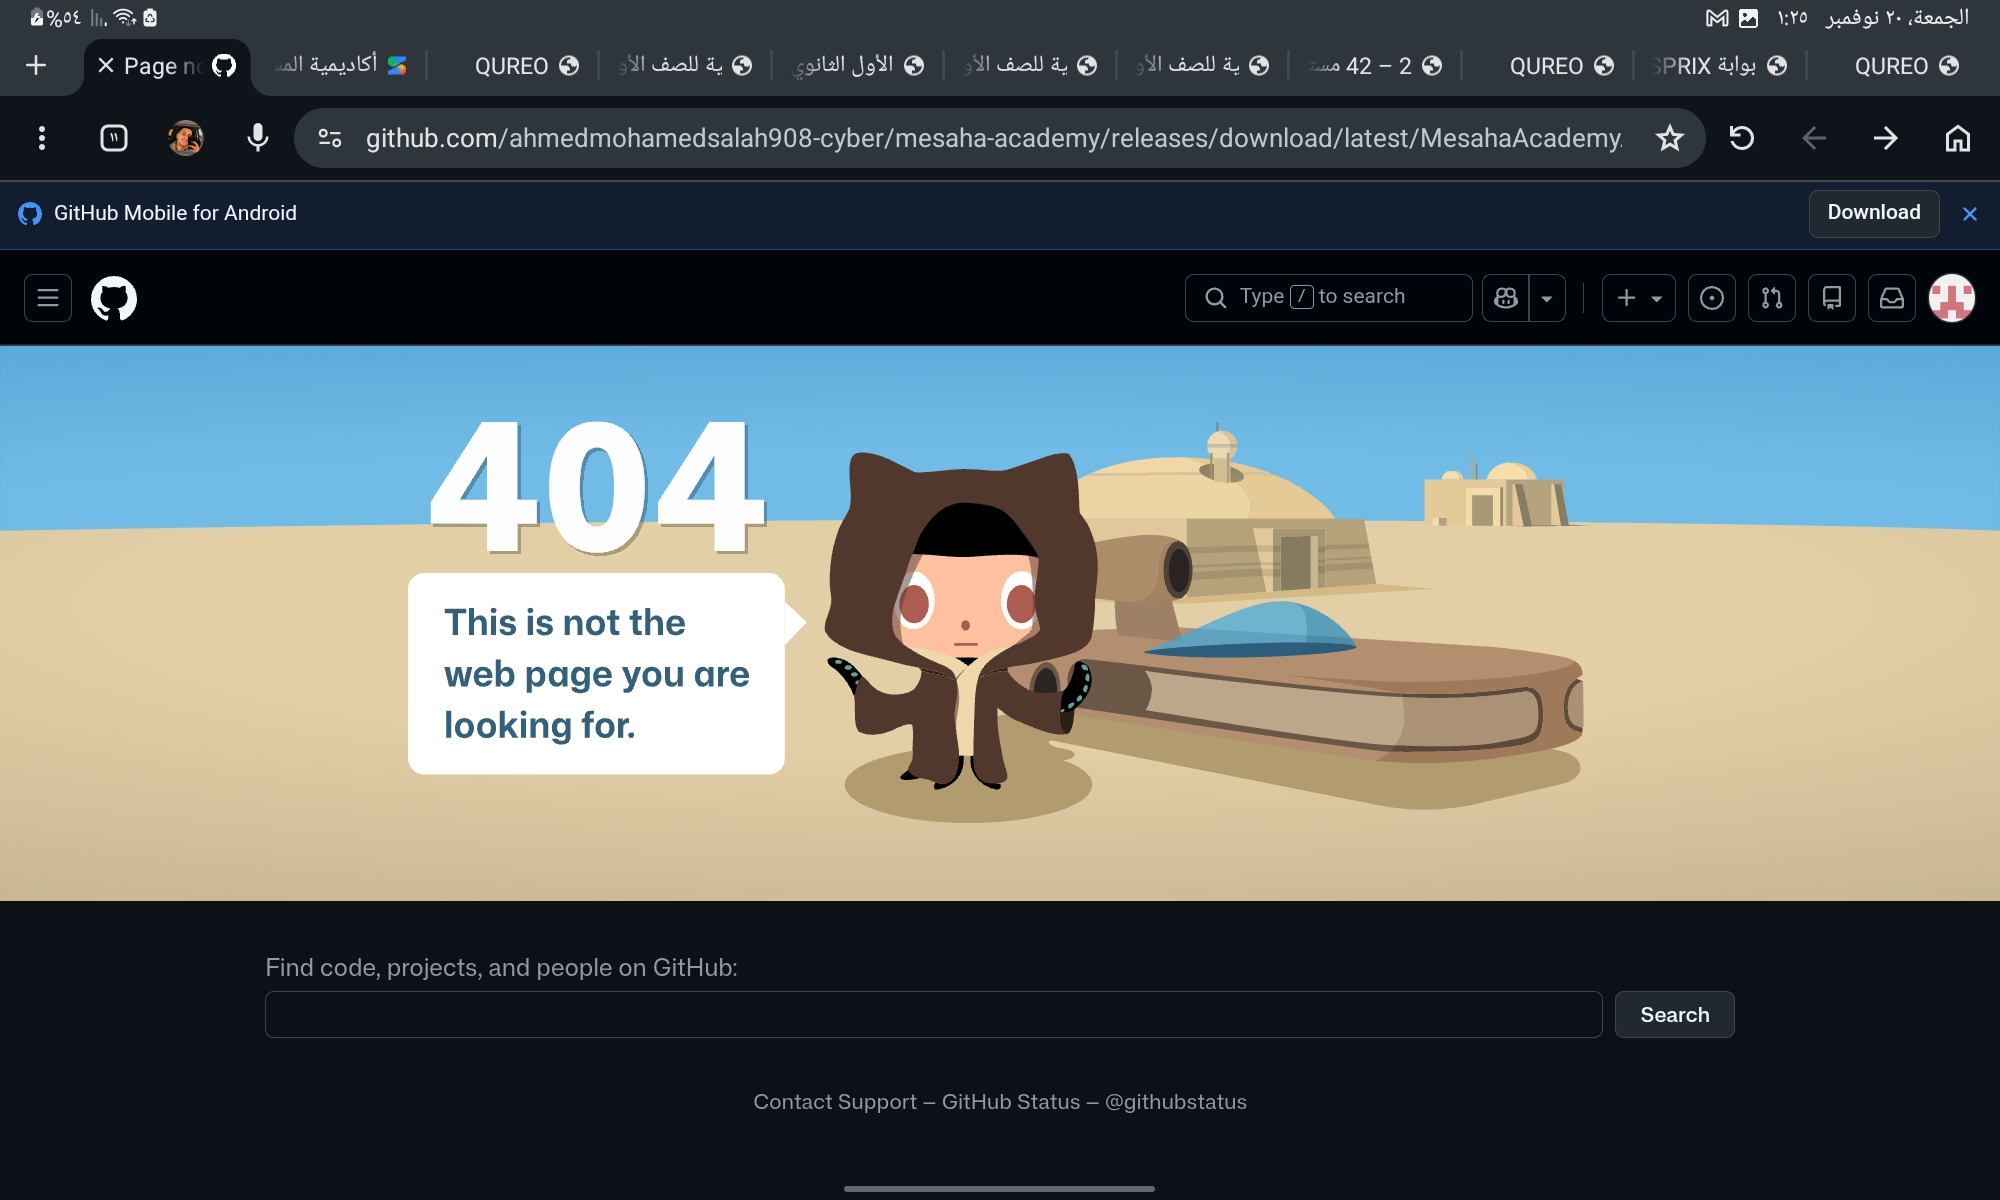 %٥٤
الجمعة، ٢٠ نوفمبر ١:٢٥
Page no
أكاديمية المس
QUREO
ية للصف الأو
الأول الثانوي
ية للصف الأو
ية للصف الأو
2 – 42 مست
QUREO
بوابة SPRIX
QUREO
github.com/ahmedmohamedsalah908-cyber/mesaha-academy/releases/download/latest/MesahaAcademy.
GitHub Mobile for Android
Download
Type / to search
404
This is not the
web page you are
looking for.
Find code, projects, and people on GitHub:
Search
Contact Support — GitHub Status — @githubstatus